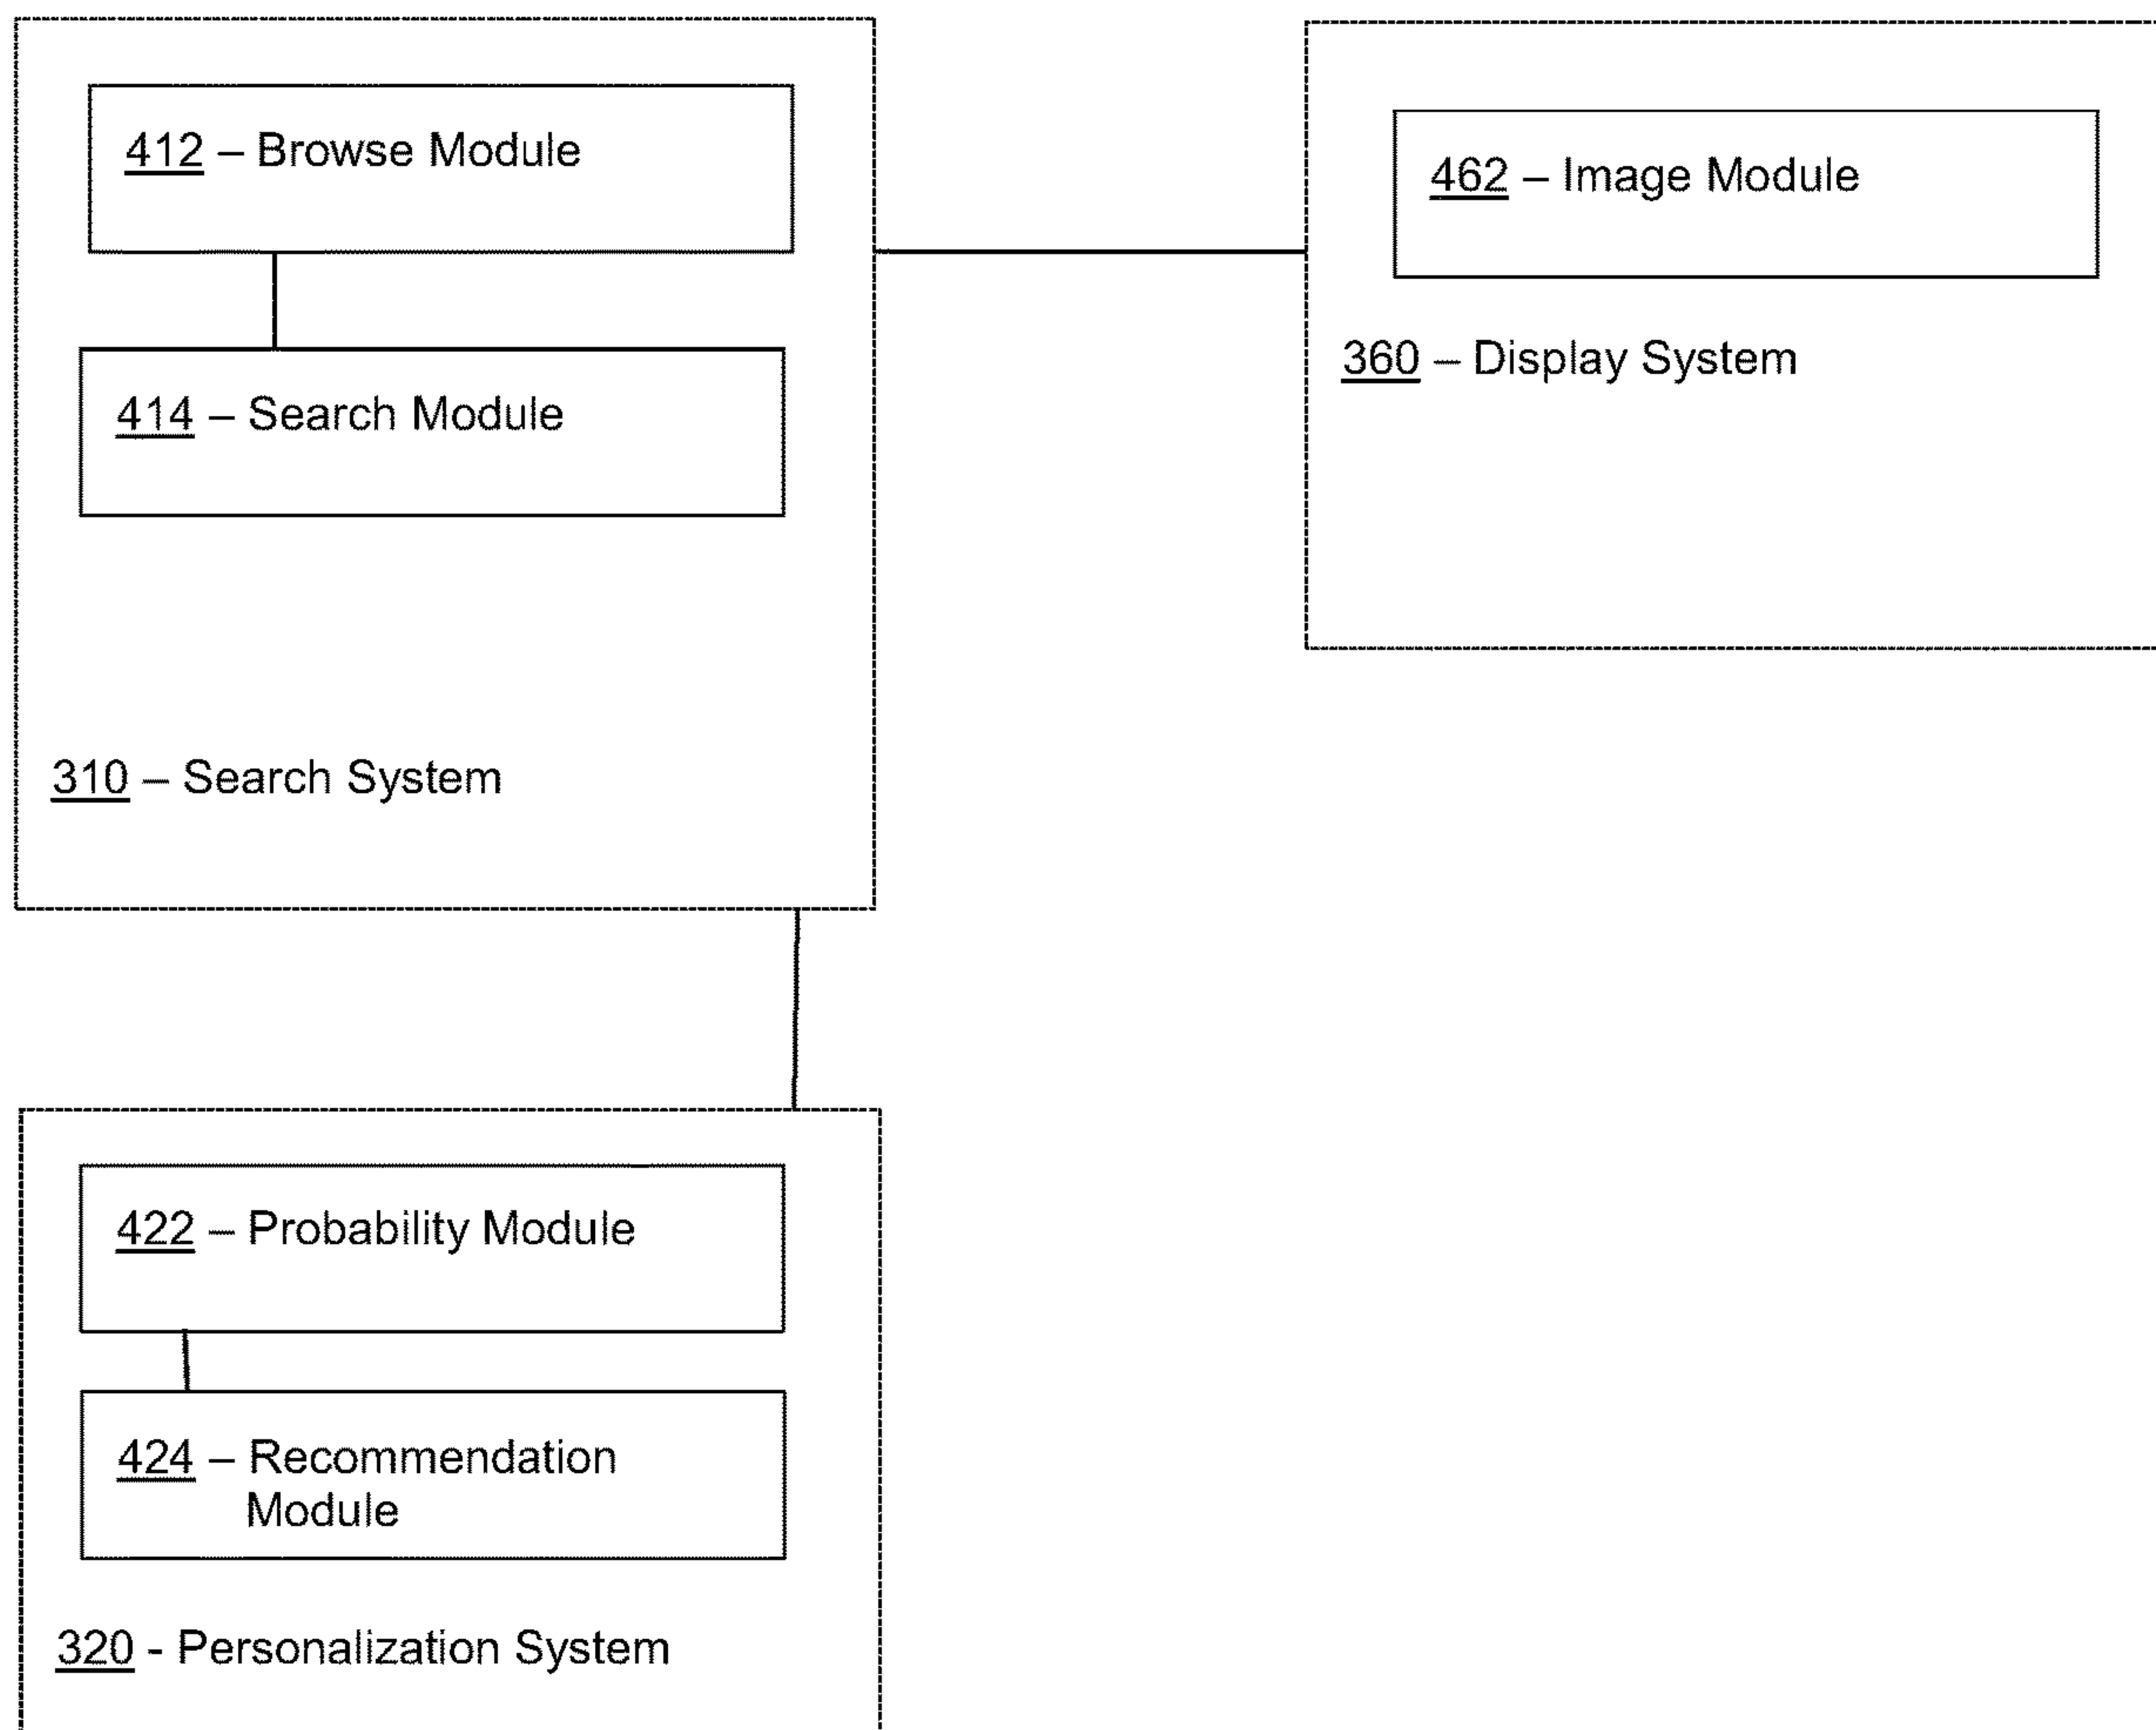 412 – Browse Module
414 – Search Module
310 – Search System
462 – Image Module
360 – Display System
422 – Probability Module
424 – Recommendation
Module
320 - Personalization System